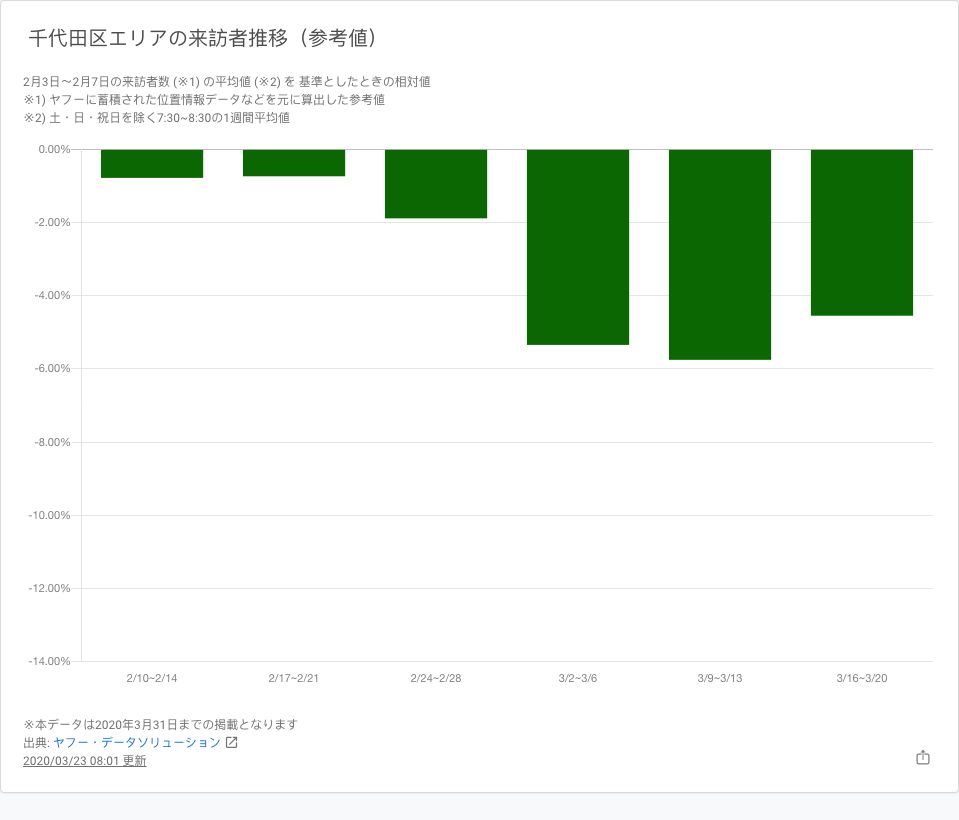 千代田区エリアの来訪者推移（参考値）
2月3日〜2月7日の来訪者数 (※1) の平均値 (※2) を 基準としたときの相対値
※1) ヤフーに蓄積された位置情報データなどを元に算出した参考値
※2) 土・日・祝日を除く7:30~8:30の1週間平均値
0.00%
-2.00%
-4.00%
-6.00%
-8.00%
-10.00%
-12.00%
-14.00%
2/10~2/14 2/17~2/21 2/24~2/28 3/2~3/6 3/9~3/13 3/16~3/20
※本データは2020年3月31日までの掲載となります
出典: ヤフー・データソリューション
2020/03/23 08:01 更新